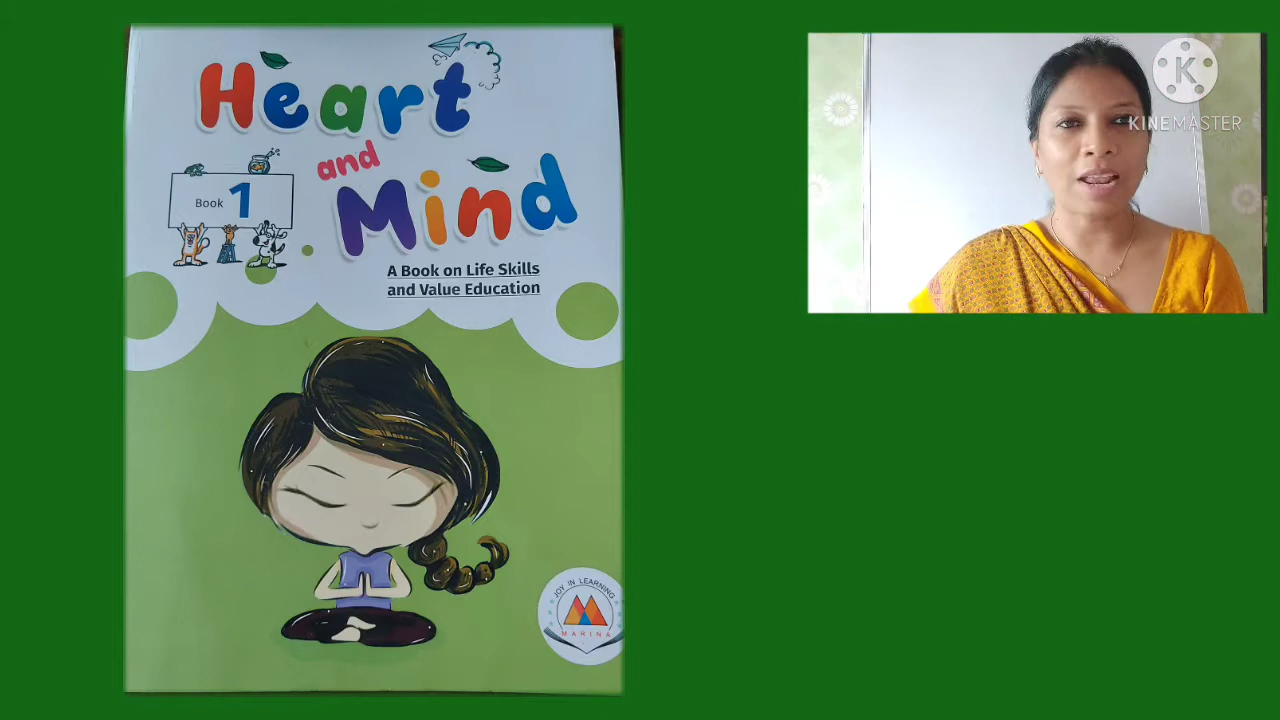 Heart
and
Mind
Book 1
A Book on Life Skills
and Value Education
JOY IN LEARNING
MARINA
K
KINEMASTER